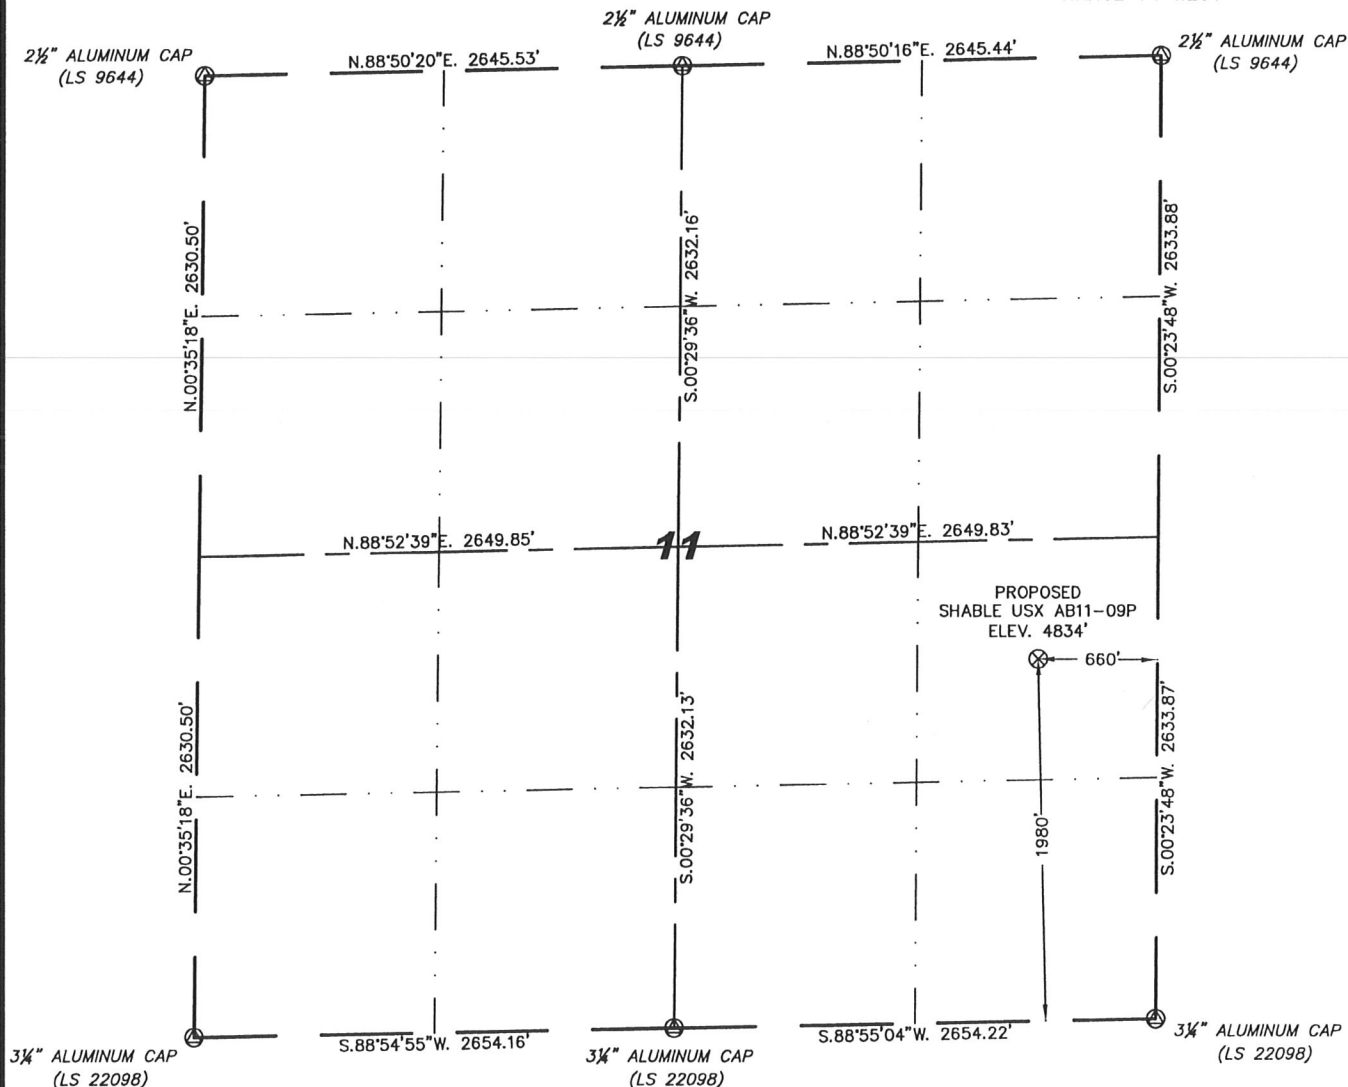 2½" ALUMINUM CAP
(LS 9644)
2½" ALUMINUM CAP
(LS 9644)
2½" ALUMINUM CAP
(LS 9644)
N.88°50'20"E. 2645.53'
N.88°50'16"E. 2645.44'
N.00°35'18"E. 2630.50'
S.00°29'36"W. 2632.16'
S.00°23'48"W. 2633.88'
N.88°52'39"E. 2649.85'
11
N.88°52'39"E. 2649.83'
PROPOSED
SHABLE USX AB11-09P
ELEV. 4834'
660'
N.00°35'18"E. 2630.50'
S.00°29'36"W. 2632.13'
1980'
S.00°23'48"W. 2633.87'
S.88°54'55"W. 2654.16'
S.88°55'04"W. 2654.22'
3¼" ALUMINUM CAP
(LS 22098)
3¼" ALUMINUM CAP
(LS 22098)
3¼" ALUMINUM CAP
(LS 22098)